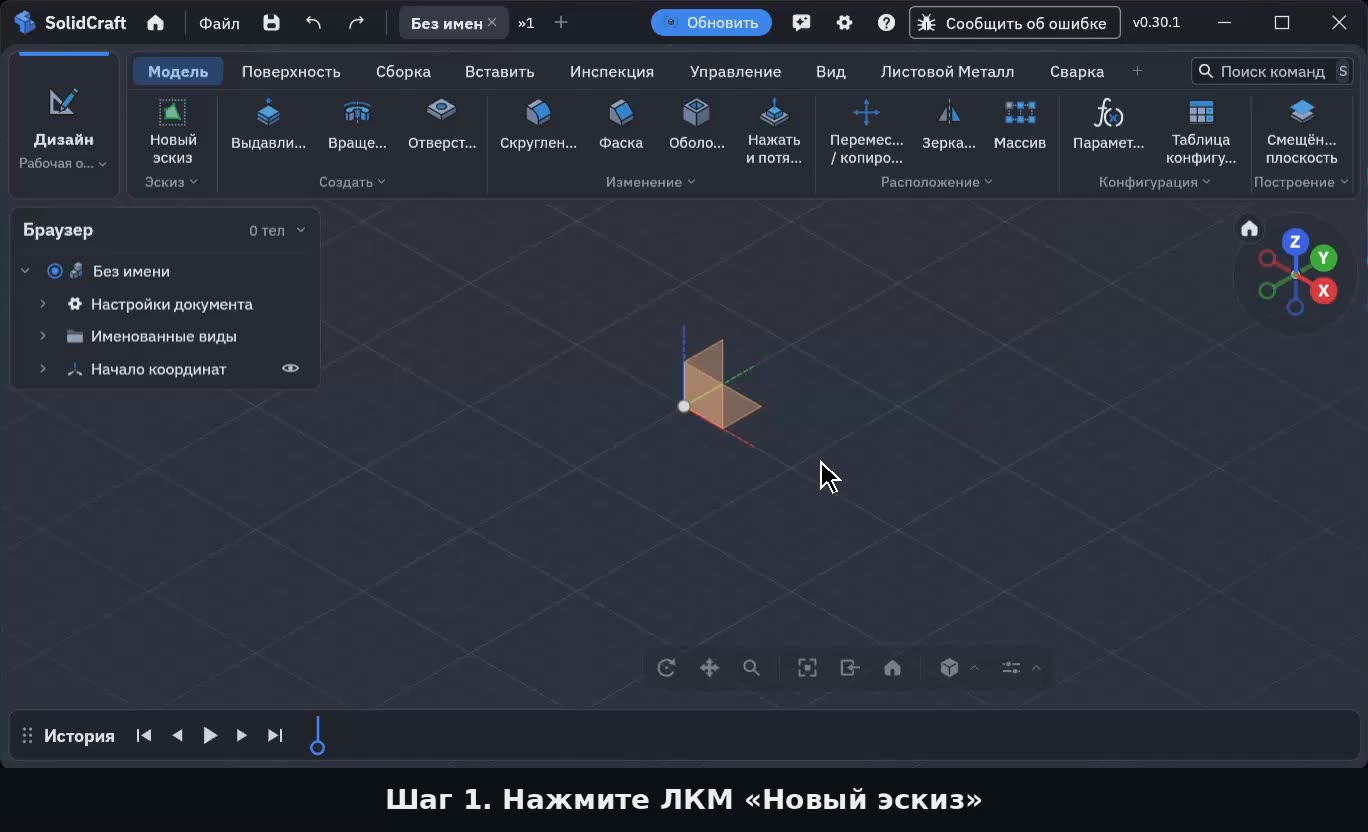 SolidCraft Файл Без имен »1 Обновить Сообщить об ошибке v0.30.1
Дизайн
Рабочая о...
Модель Поверхность Сборка Вставить Инспекция Управление Вид Листовой Металл Сварка Поиск команд S
Новый эскиз
Выдавли...
Враще...
Отверст...
Скруглен...
Фаска
Оболо...
Нажать и потя...
Перемес... / копиро...
Зерка...
Массив
Парамет...
Таблица конфигу...
Смещён... плоскость
Эскиз Создать Изменение Расположение Конфигурация Построение
Браузер 0 тел
Без имени
Настройки документа
Именованные виды
Начало координат
Z
Y
X
История
Шаг 1. Нажмите ЛКМ «Новый эскиз»